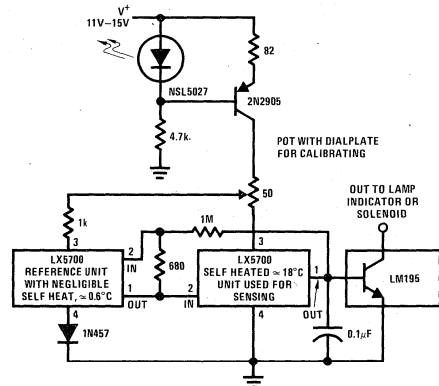 V+
11V–15V
82
NSL5027
2N2905
4.7k
POT WITH DIALPLATE
FOR CALIBRATING
50
OUT TO LAMP
INDICATOR OR
SOLENOID
1k
1M
3
2
IN
680
3
LX5700
REFERENCE UNIT
WITH NEGLIGIBLE
SELF HEAT, ≃ 0.6°C
1
OUT
2
IN
LX5700
SELF HEATED ≃ 18°C
UNIT USED FOR
SENSING
1
OUT
LM195
4
1N457
4
0.1µF